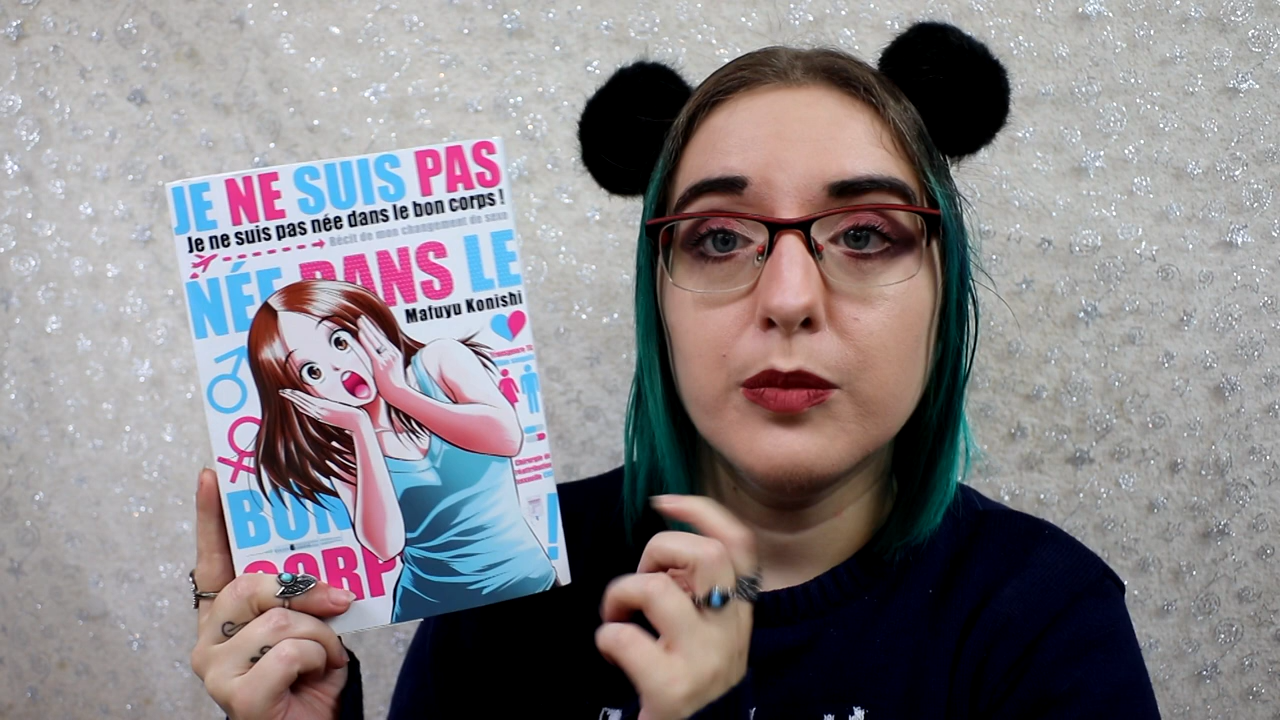 JE NE SUIS PAS
Je ne suis pas née dans le bon corps !
Récit de mon changement de sexe
NÉE DANS LE
Mafuyu Konishi
BON
CORP
!